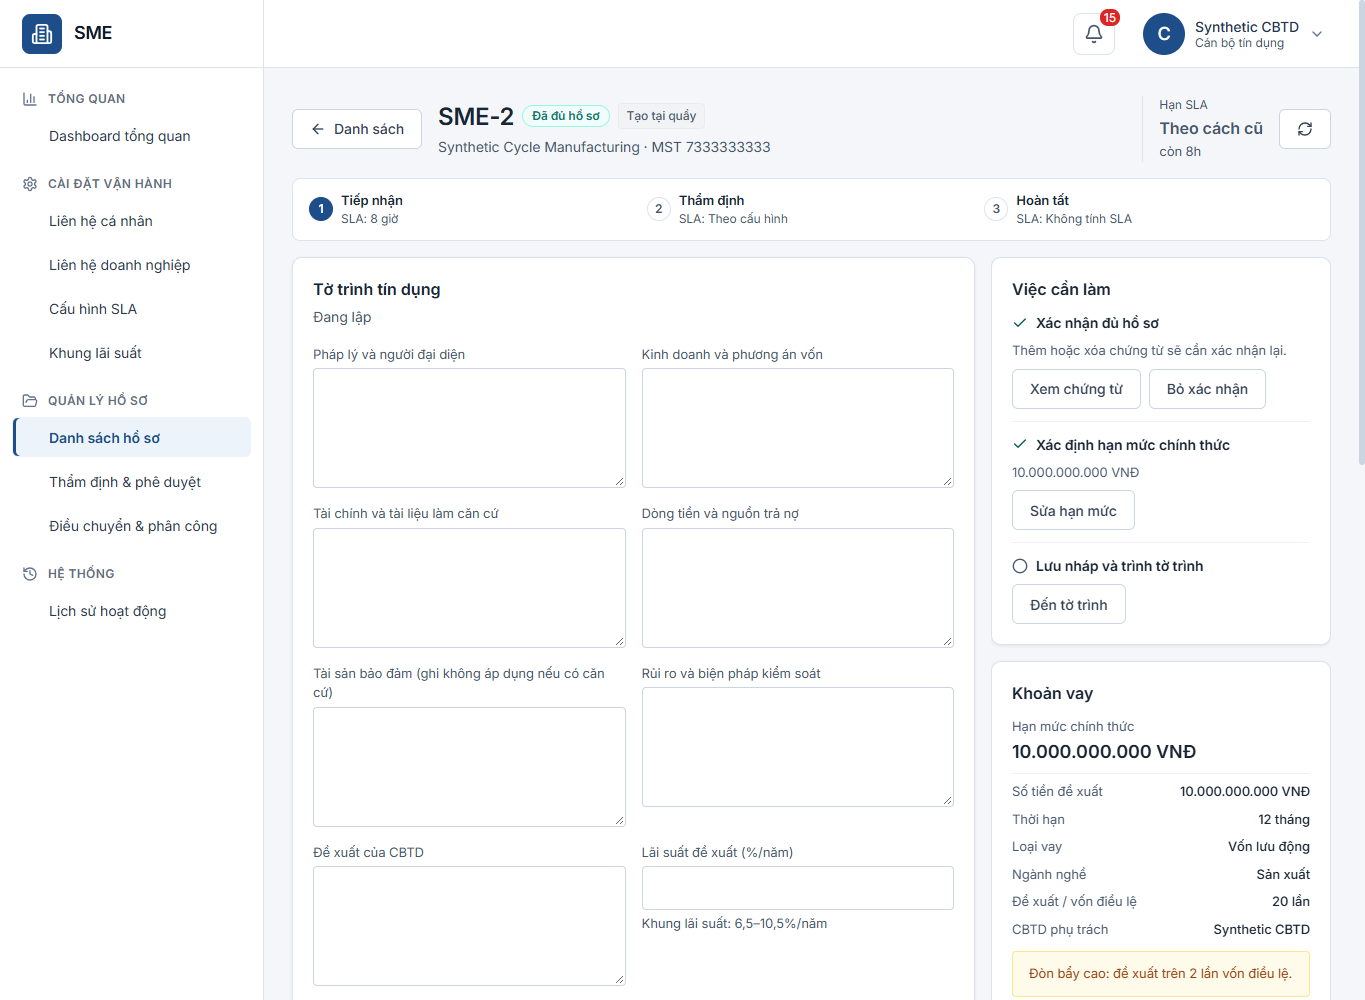 SME
15
C
Synthetic CBTD
Cán bộ tín dụng
TỔNG QUAN
Dashboard tổng quan
CÀI ĐẶT VẬN HÀNH
Liên hệ cá nhân
Liên hệ doanh nghiệp
Cấu hình SLA
Khung lãi suất
QUẢN LÝ HỒ SƠ
Danh sách hồ sơ
Thẩm định & phê duyệt
Điều chuyển & phân công
HỆ THỐNG
Lịch sử hoạt động
Danh sách
SME-2
Đã đủ hồ sơ
Tạo tại quầy
Synthetic Cycle Manufacturing · MST 7333333333
Hạn SLA
Theo cách cũ
còn 8h
1
Tiếp nhận
SLA: 8 giờ
2
Thẩm định
SLA: Theo cấu hình
3
Hoàn tất
SLA: Không tính SLA
Tờ trình tín dụng
Đang lập
Pháp lý và người đại diện
Kinh doanh và phương án vốn
Tài chính và tài liệu làm căn cứ
Dòng tiền và nguồn trả nợ
Tài sản bảo đảm (ghi không áp dụng nếu có căn
cứ)
Rủi ro và biện pháp kiểm soát
Đề xuất của CBTD
Lãi suất đề xuất (%/năm)
Khung lãi suất: 6,5–10,5%/năm
Việc cần làm
Xác nhận đủ hồ sơ
Thêm hoặc xóa chứng từ sẽ cần xác nhận lại.
Xem chứng từ
Bỏ xác nhận
Xác định hạn mức chính thức
10.000.000.000 VNĐ
Sửa hạn mức
Lưu nháp và trình tờ trình
Đến tờ trình
Khoản vay
Hạn mức chính thức
10.000.000.000 VNĐ
Số tiền đề xuất 10.000.000.000 VNĐ
Thời hạn 12 tháng
Loại vay Vốn lưu động
Ngành nghề Sản xuất
Đề xuất / vốn điều lệ 20 lần
CBTD phụ trách Synthetic CBTD
Đòn bẩy cao: đề xuất trên 2 lần vốn điều lệ.